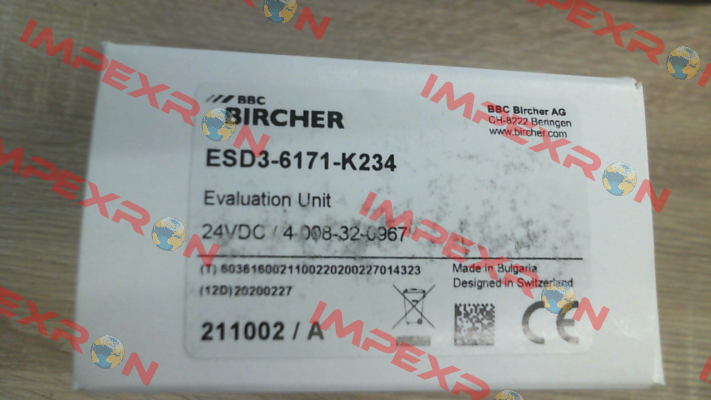 BBC
BIRCHER
BBC Bircher AG
CH-8222 Beringen
www.bircher.com
ESD3-6171-K234
Evaluation Unit
24VDC / 4-008-32-0967
(T) 60361600211002202002270143​23
(12D)20200227
Made in Bulgaria
Designed in Switzerland
211002 / A
CE
IMPEXRON
IMPEXRON
IMPEXRON
IMPEXRON
IMPEXRON
IMPEXRON